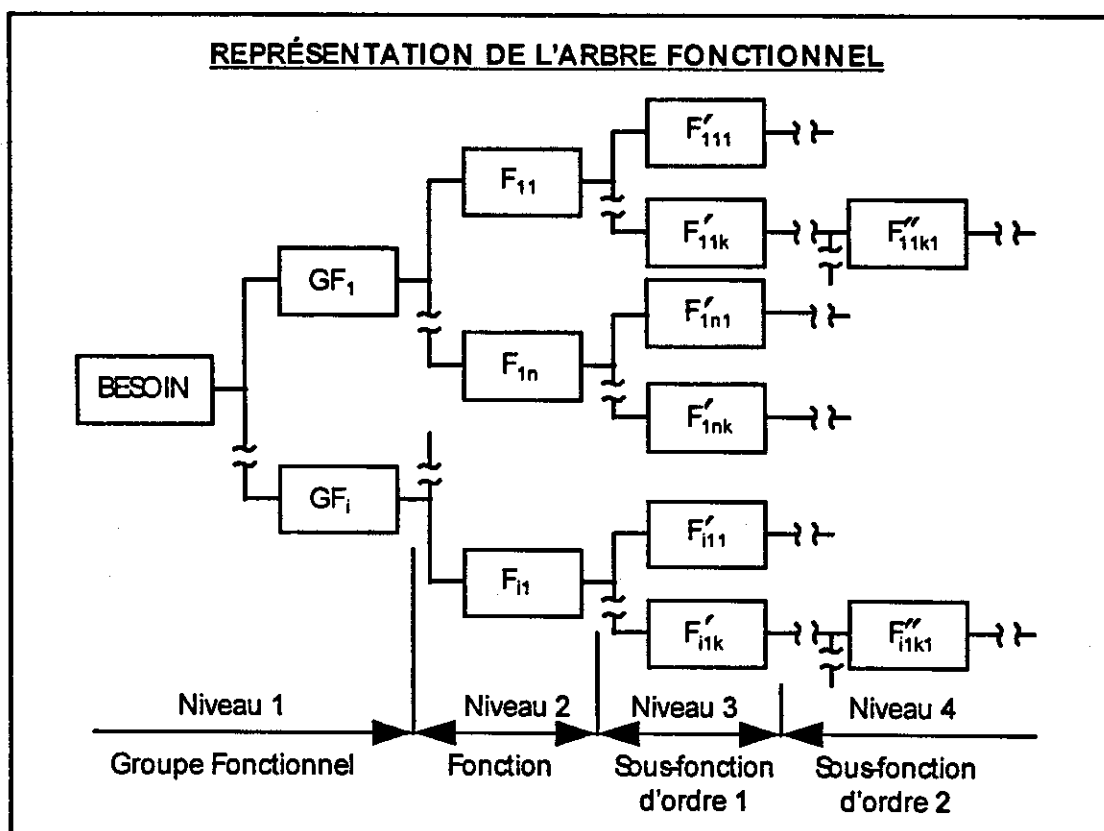 REPRÉSENTATION DE L'ARBRE FONCTIONNEL
F′111
F11
F′11k
F″11k1
GF1
F′1n1
F1n
BESOIN
F′1nk
GFi
F′i11
Fi1
F′i1k
F″i1k1
Niveau 1
Niveau 2
Niveau 3
Niveau 4
Groupe Fonctionnel
Fonction
Sous-fonction
d'ordre 1
Sous-fonction
d'ordre 2